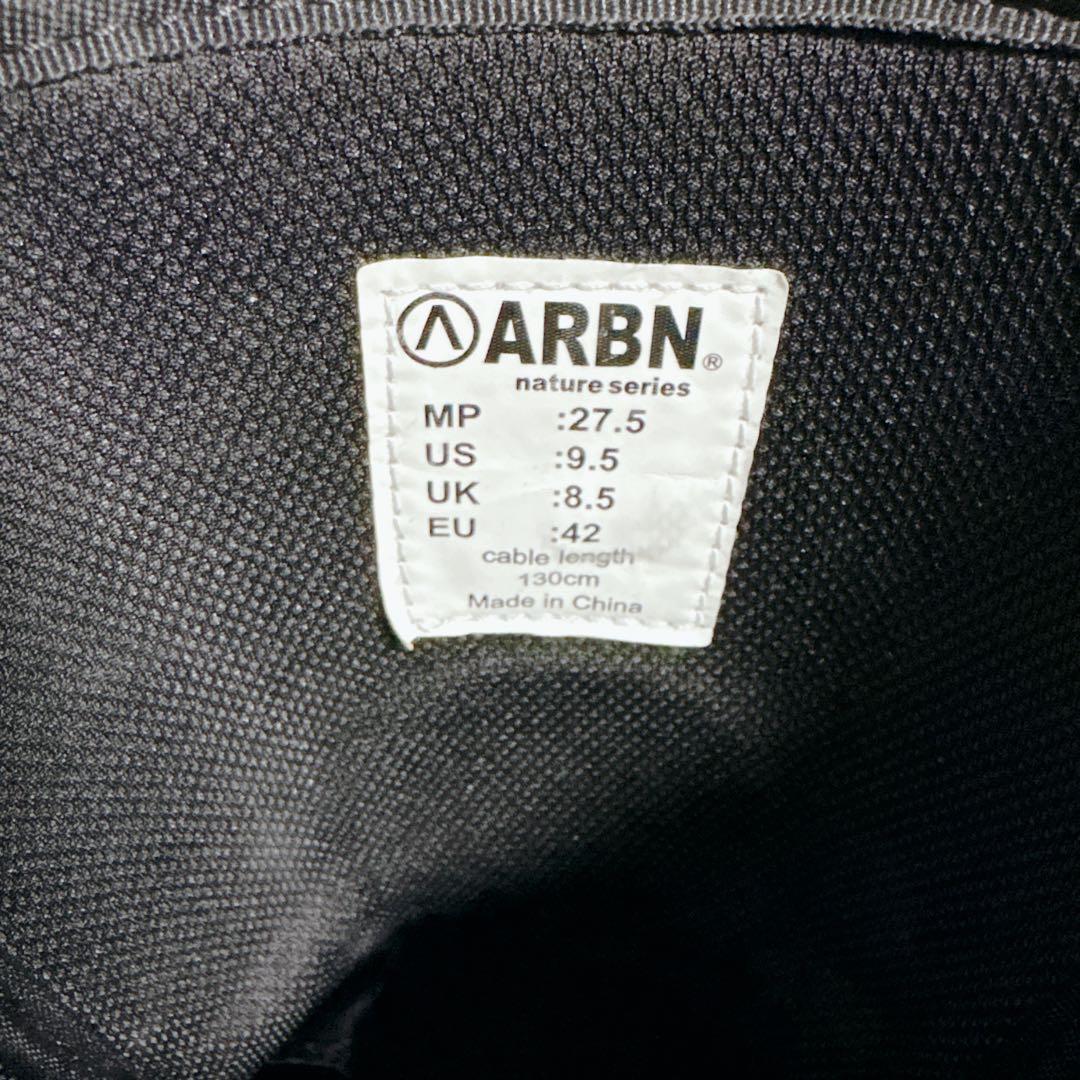 ARBN®
nature series
MP :27.5
US :9.5
UK :8.5
EU :42
cable length
130cm
Made in China